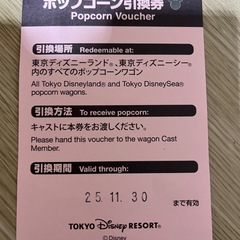 ポップコーン引換券
Popcorn Voucher
引換場所 Redeemable at:
東京ディズニーランド®、東京ディズニーシー®
内のすべてのポップコーンワゴン
All Tokyo Disneyland® and Tokyo DisneySea®
popcorn wagons.
引換方法 To receive popcorn:
キャストに本券をお渡しください。
Please hand this voucher to the wagon Cast
Member.
引換期間 Valid through:
25.11.30
まで有効
TOKYO Disney RESORT®
©Disney